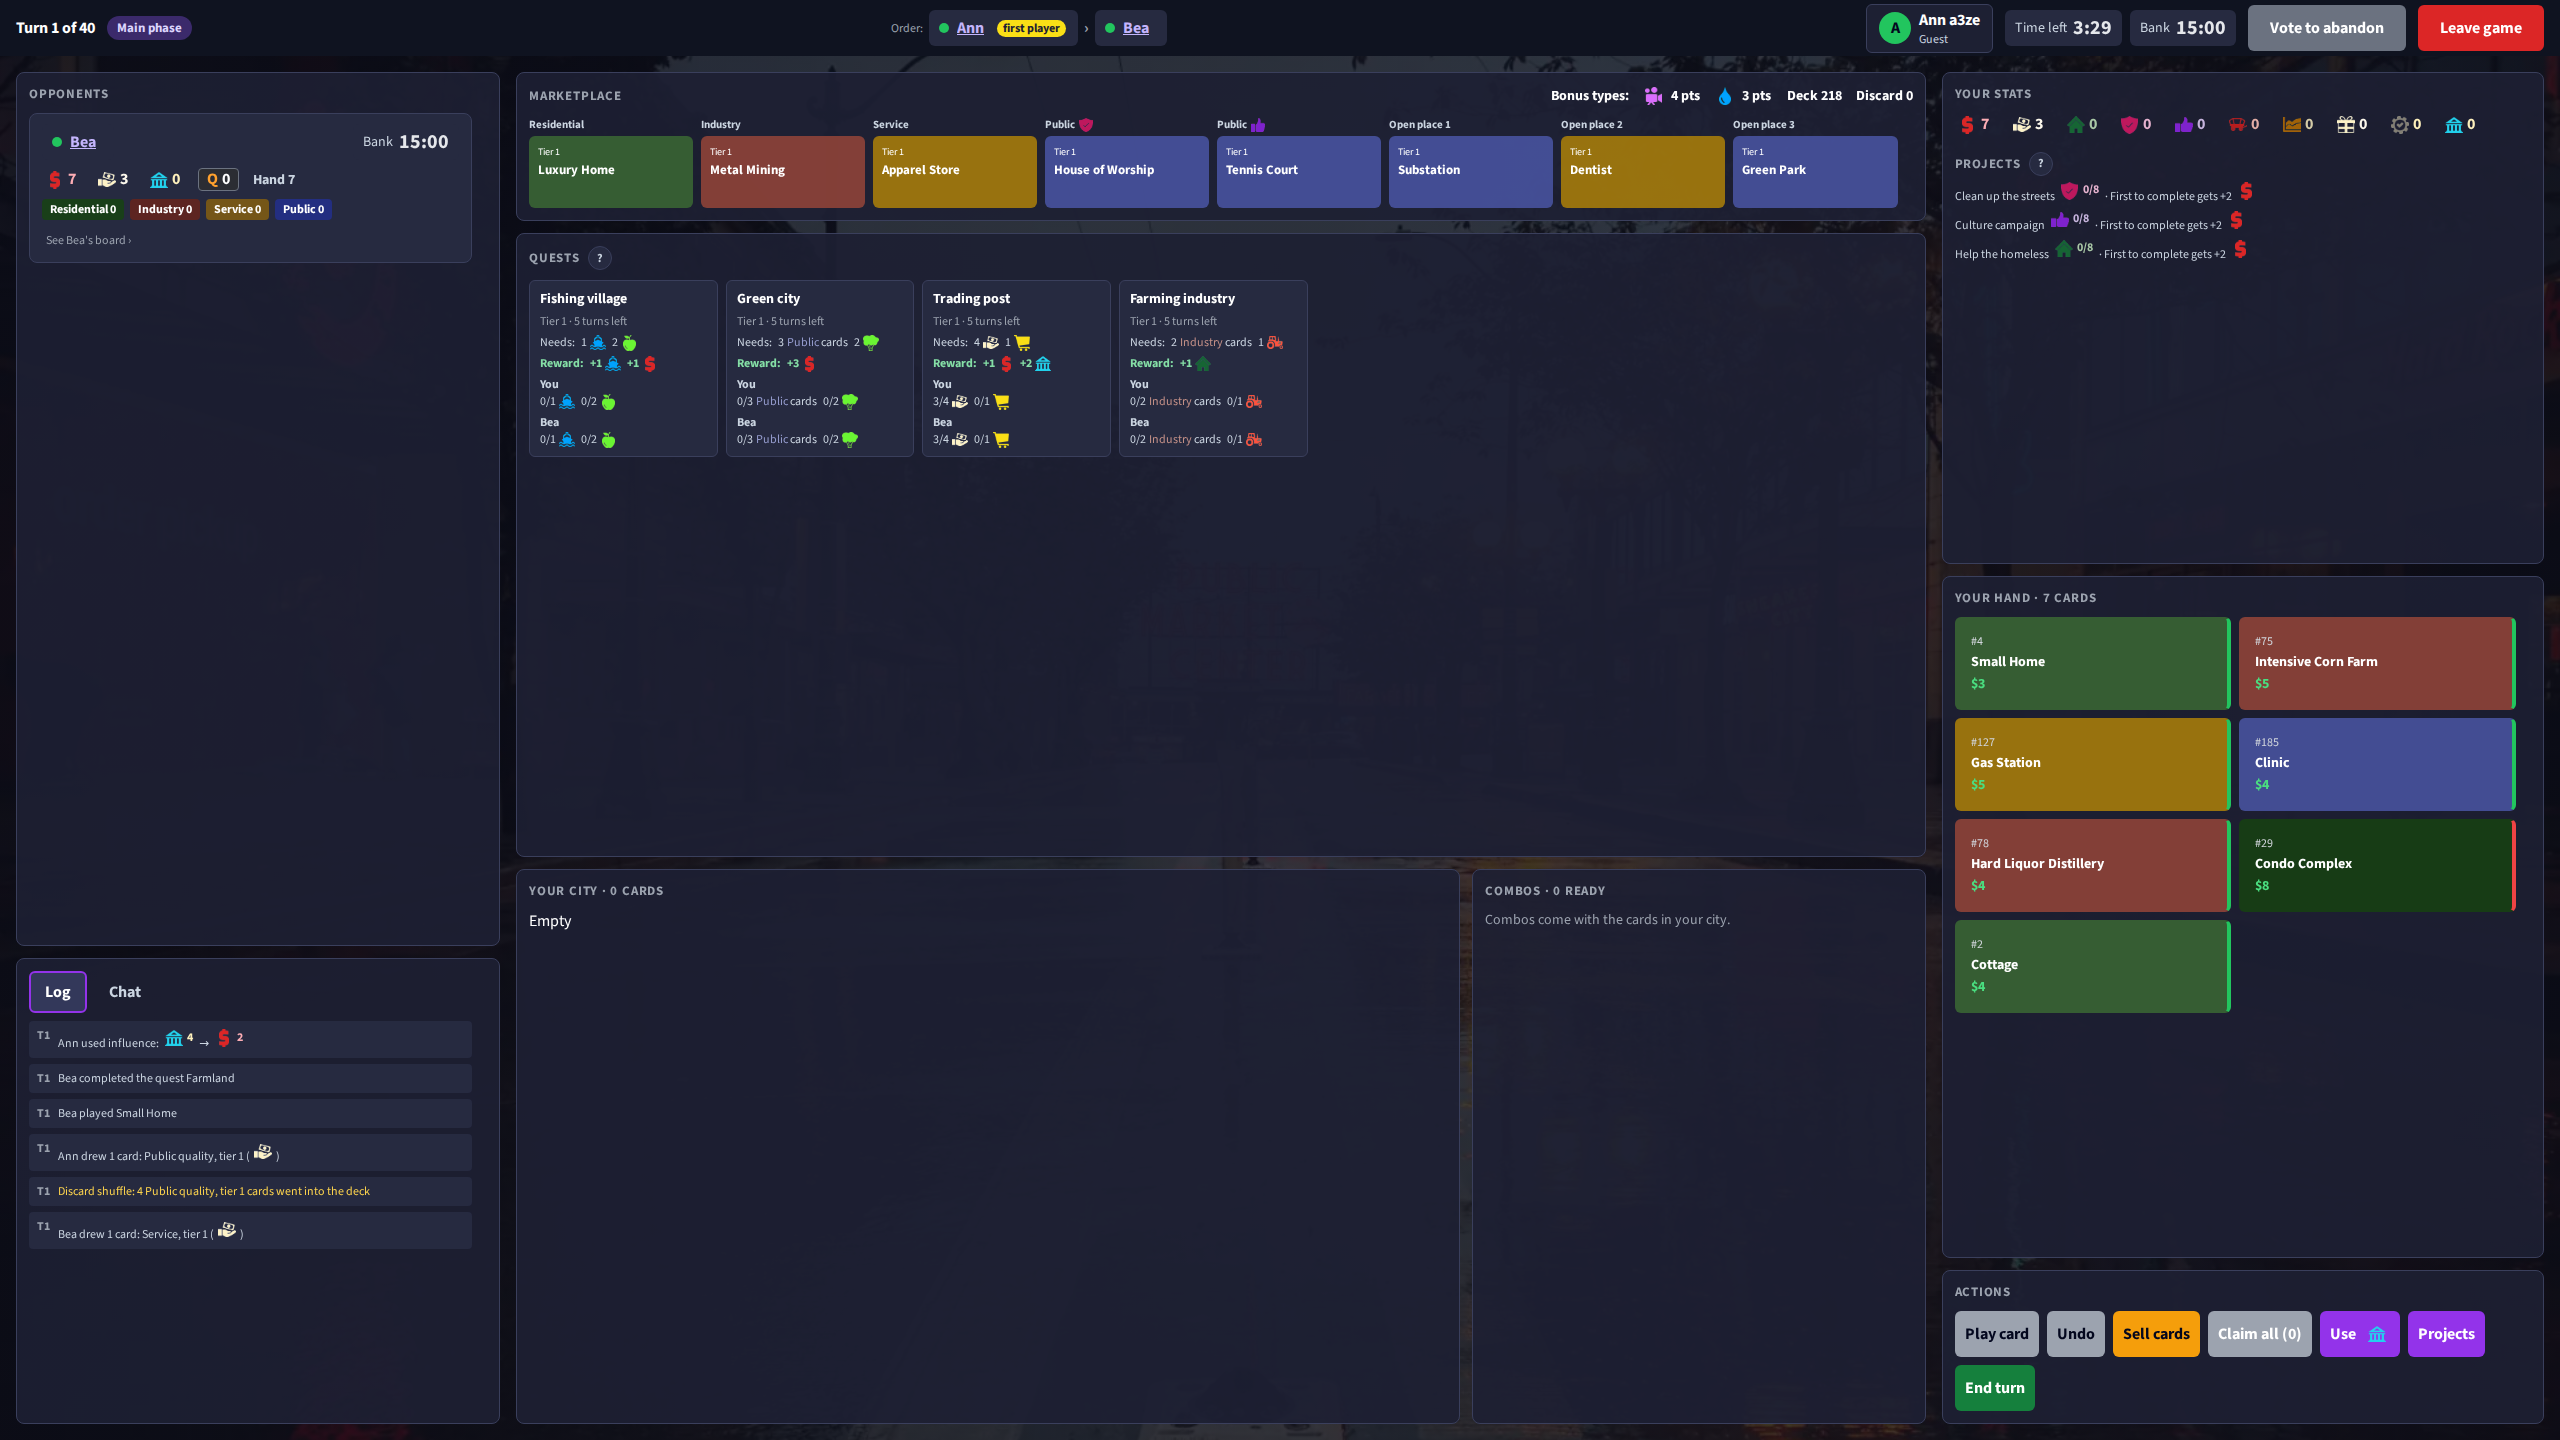 Turn 1 of 40 Main phase
Order: Ann first player › Bea
A Ann a3ze Guest
Time left 3:29
Bank 15:00
Vote to abandon
Leave game
OPPONENTS
Bea Bank 15:00
7 3 0 Q 0 Hand 7
Residential 0 Industry 0 Service 0 Public 0
See Bea's board ›
Log Chat
T1 Ann used influence: 4 → 2
T1 Bea completed the quest Farmland
T1 Bea played Small Home
T1 Ann drew 1 card: Public quality, tier 1 ( )
T1 Discard shuffle: 4 Public quality, tier 1 cards went into the deck
T1 Bea drew 1 card: Service, tier 1 ( )
MARKETPLACE
Bonus types: 4 pts 3 pts Deck 218 Discard 0
Residential
Tier 1
Luxury Home
Industry
Tier 1
Metal Mining
Service
Tier 1
Apparel Store
Public
Tier 1
House of Worship
Public
Tier 1
Tennis Court
Open place 1
Tier 1
Substation
Open place 2
Tier 1
Dentist
Open place 3
Tier 1
Green Park
QUESTS ?
Fishing village
Tier 1 · 5 turns left
Needs: 1 2
Reward: +1 +1
You
0/1 0/2
Bea
0/1 0/2
Green city
Tier 1 · 5 turns left
Needs: 3 Public cards 2
Reward: +3
You
0/3 Public cards 0/2
Bea
0/3 Public cards 0/2
Trading post
Tier 1 · 5 turns left
Needs: 4 1
Reward: +1 +2
You
3/4 0/1
Bea
3/4 0/1
Farming industry
Tier 1 · 5 turns left
Needs: 2 Industry cards 1
Reward: +1
You
0/2 Industry cards 0/1
Bea
0/2 Industry cards 0/1
YOUR CITY · 0 CARDS
Empty
COMBOS · 0 READY
Combos come with the cards in your city.
YOUR STATS
7 3 0 0 0 0 0 0 0 0
PROJECTS ?
Clean up the streets 0/8 · First to complete gets +2
Culture campaign 0/8 · First to complete gets +2
Help the homeless 0/8 · First to complete gets +2
YOUR HAND · 7 CARDS
#4
Small Home
$3
#75
Intensive Corn Farm
$5
#127
Gas Station
$5
#185
Clinic
$4
#78
Hard Liquor Distillery
$4
#29
Condo Complex
$8
#2
Cottage
$4
ACTIONS
Play card
Undo
Sell cards
Claim all (0)
Use
Projects
End turn